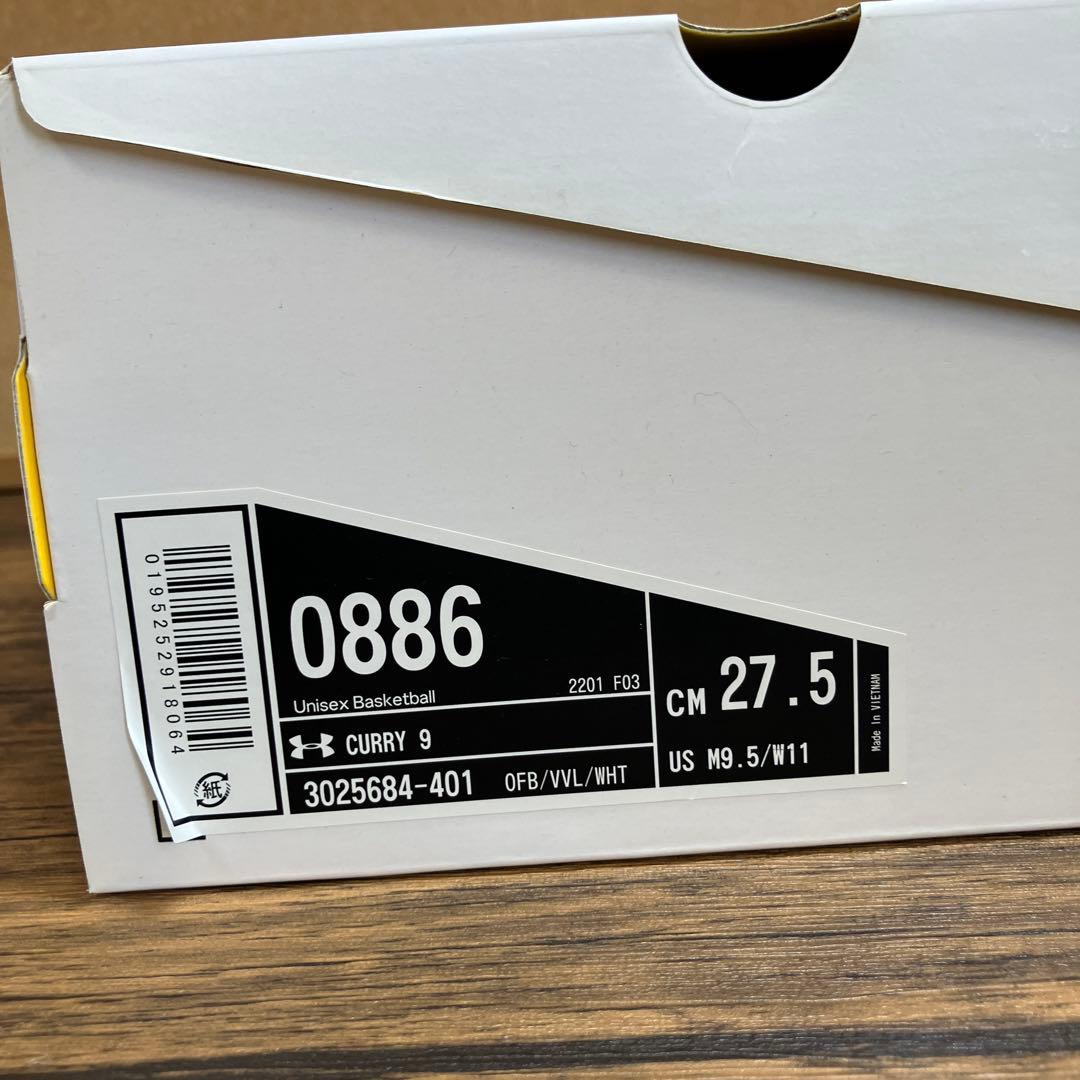 0195252918064
紙
0886
Unisex Basketball
2201 F03
CURRY 9
3025684-401
OFB/VVL/WHT
CM 27.5
US M9.5/W11
Made In VIETNAM